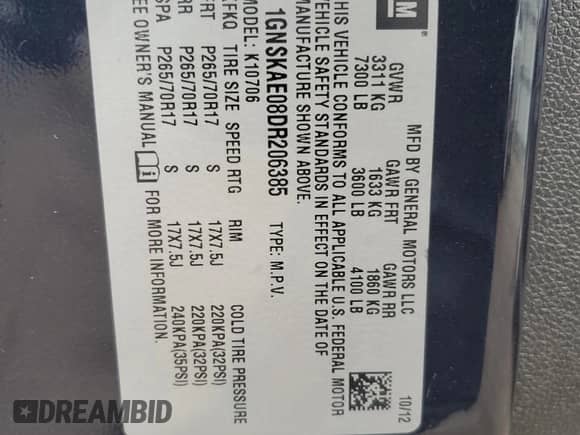 GM
MFD BY GENERAL MOTORS LLC 10/12
GVWR GAWR FRT GAWR RR
3311 KG 1633 KG 1860 KG
7300 LB 3600 LB 4100 LB
THIS VEHICLE CONFORMS TO ALL APPLICABLE U.S. FEDERAL MOTOR
VEHICLE SAFETY STANDARDS IN EFFECT ON THE DATE OF
MANUFACTURE SHOWN ABOVE.
1GNSKAE08DR206385 TYPE: M.P.V.
MODEL: K10706
TIRE SIZE SPEED RTG RIM COLD TIRE PRESSURE
FRT P265/70R17 S 17X7.5J 220KPA(32PSI)
RR P265/70R17 S 17X7.5J 220KPA(32PSI)
SPA P265/70R17 S 17X7.5J 240KPA(35PSI)
SEE OWNER'S MANUAL FOR MORE INFORMATION.
DREAMBID